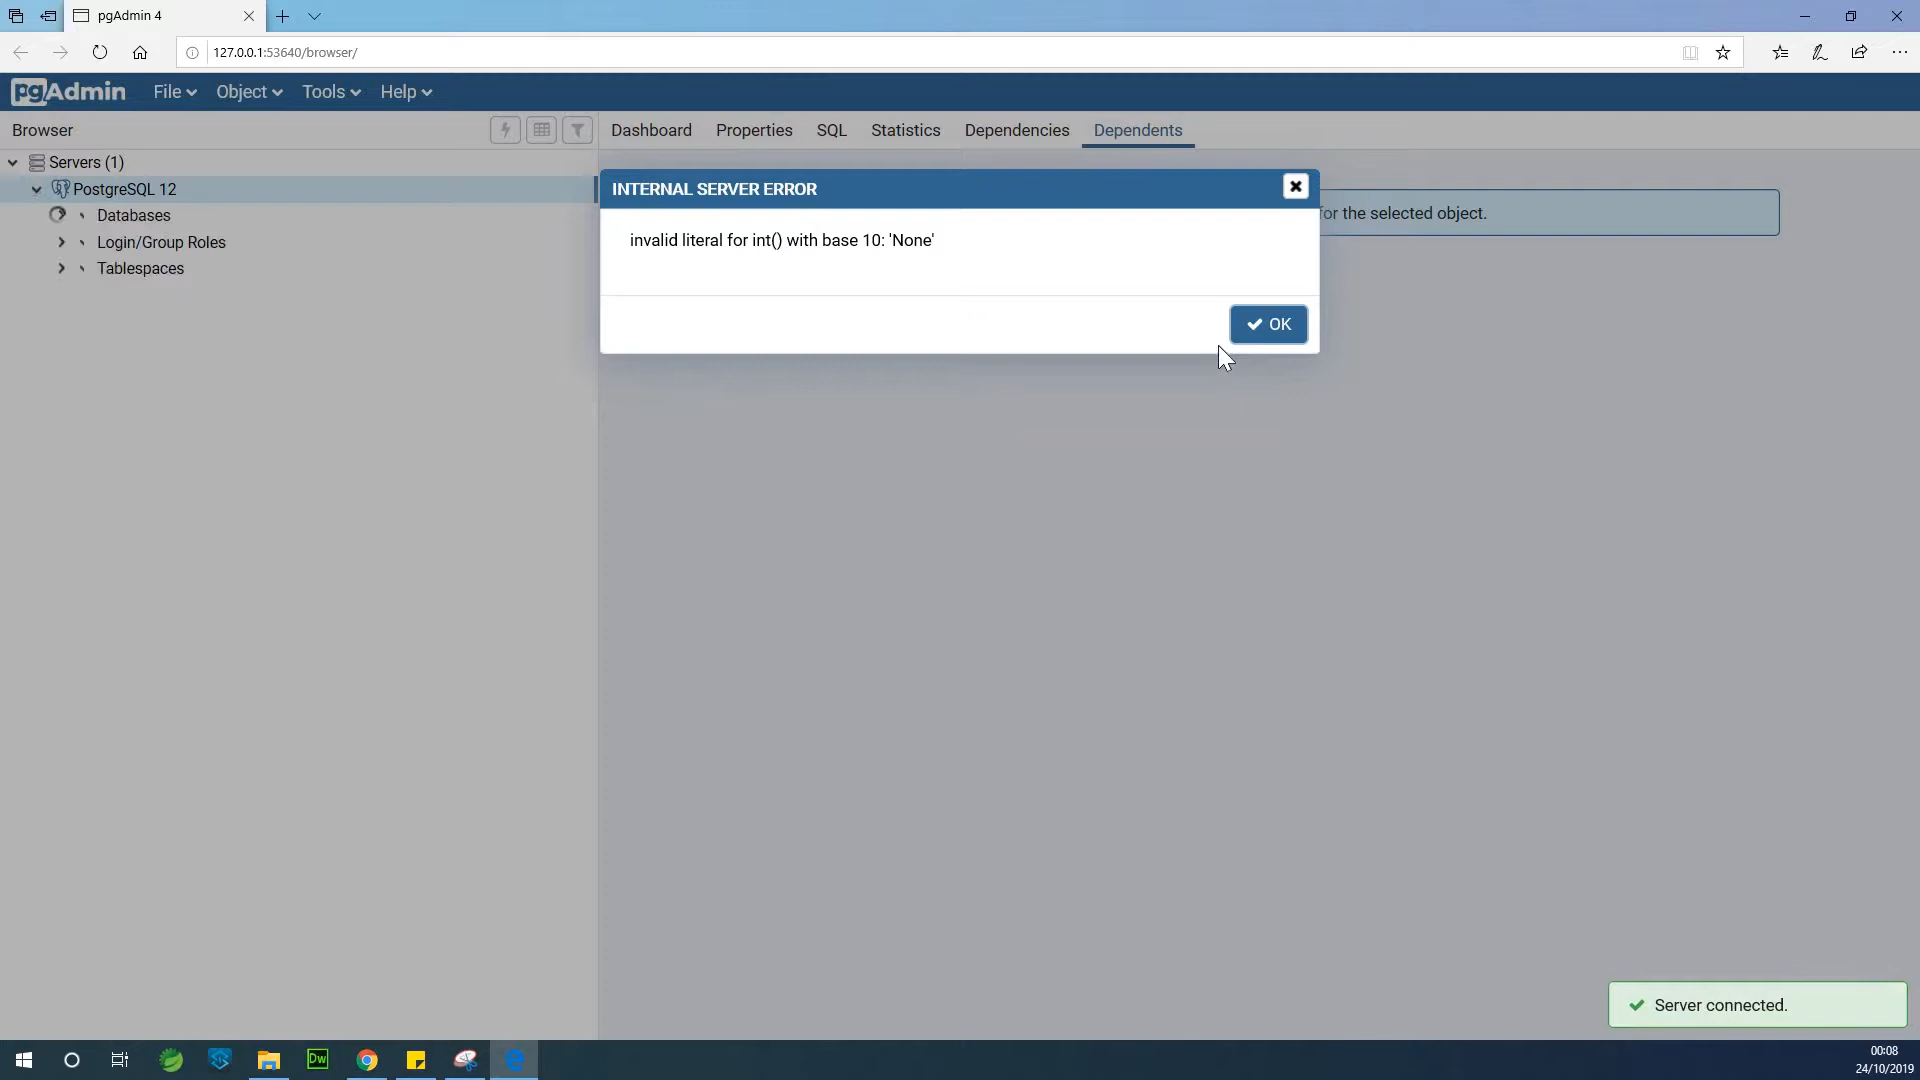 pgAdmin 4
127.0.0.1:53640/browser/
pgAdmin File Object Tools Help
Browser
Dashboard Properties SQL Statistics Dependencies Dependents
Servers (1)
PostgreSQL 12
Databases
Login/Group Roles
Tablespaces
for the selected object.
INTERNAL SERVER ERROR
invalid literal for int() with base 10: 'None'
OK
Server connected.
Dw
00:08
24/10/2019